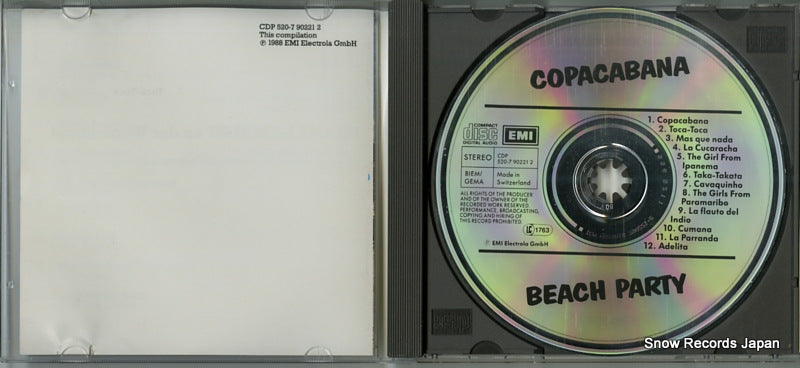 CDP 520-7 90221 2
This compilation
℗ 1988 EMI Electrola GmbH
COPACABANA
COMPACT
disc
DIGITAL AUDIO
EMI
STEREO
CDP
520-7 90221 2
BIEM/
GEMA
Made in
Switzerland
ALL RIGHTS OF THE PRODUCER
AND OF THE OWNER OF THE
RECORDED WORK RESERVED.
PERFORMANCE, BROADCASTING,
COPYING AND HIRING OF
THIS RECORD PROHIBITED.
LC 1763
℗ EMI Electrola GmbH
1. Copacabana
2. Toca-Toca
3. Mas que nada
4. La Cucaracha
5. The Girl From
Ipanema
6. Taka-Takata
7. Cavaquinho
8. The Girls From
Paramaribo
9. La flauto del
Indio
10. Cumana
11. La Parranda
12. Adelita
BEACH PARTY
Snow Records Japan